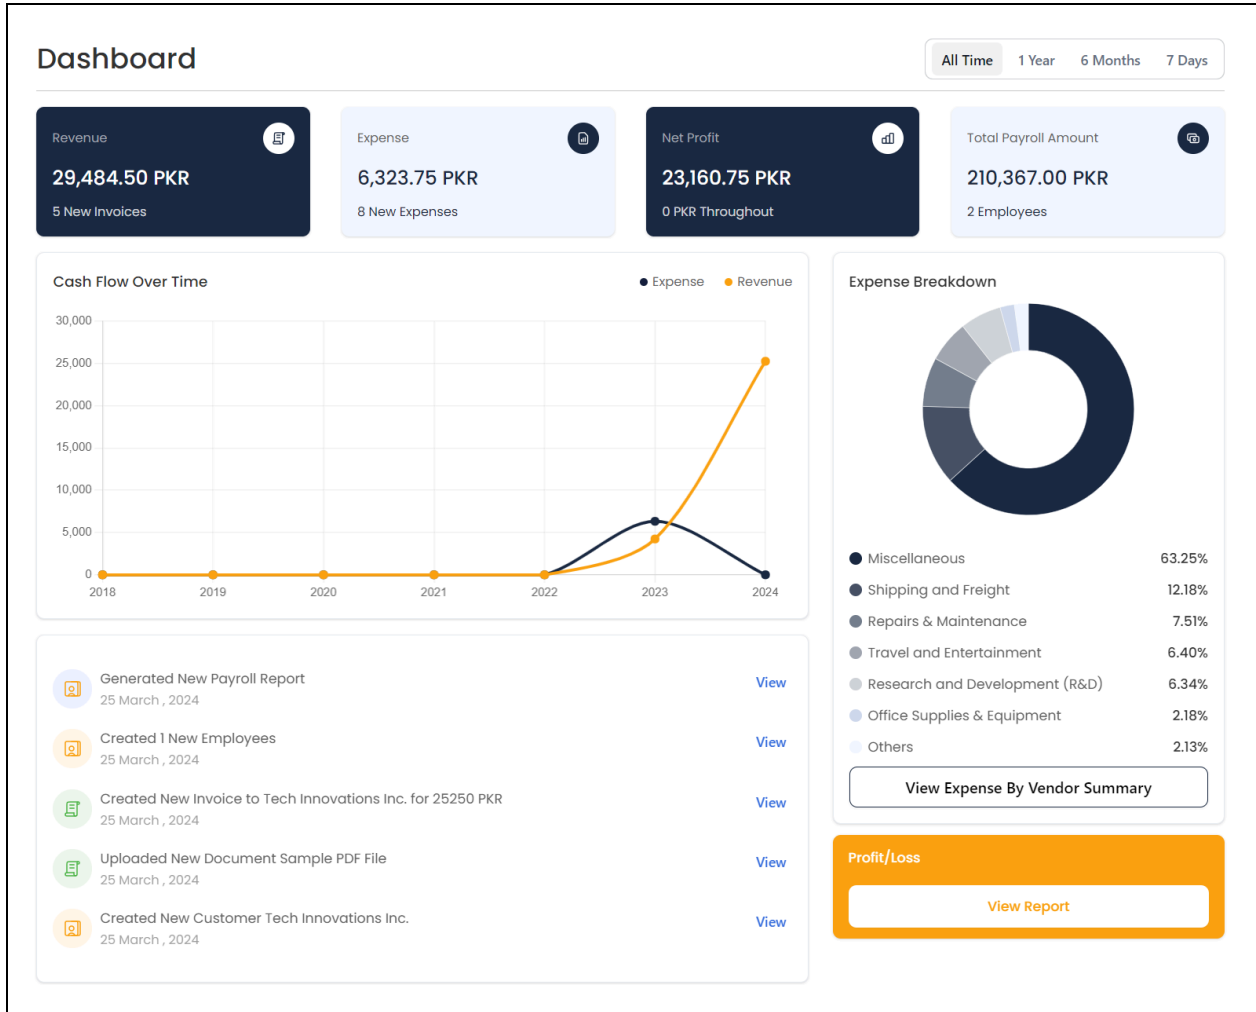 Dashboard
All Time 1 Year 6 Months 7 Days
Revenue
29,484.50 PKR
5 New Invoices
Expense
6,323.75 PKR
8 New Expenses
Net Profit
23,160.75 PKR
0 PKR Throughout
Total Payroll Amount
210,367.00 PKR
2 Employees
Cash Flow Over Time
Expense Revenue
30,000
25,000
20,000
15,000
10,000
5,000
0
2018 2019 2020 2021 2022 2023 2024
Expense Breakdown
Miscellaneous 63.25%
Shipping and Freight 12.18%
Repairs & Maintenance 7.51%
Travel and Entertainment 6.40%
Research and Development (R&D) 6.34%
Office Supplies & Equipment 2.18%
Others 2.13%
View Expense By Vendor Summary
Generated New Payroll Report View
25 March , 2024
Created 1 New Employees View
25 March , 2024
Created New Invoice to Tech Innovations Inc. for 25250 PKR View
25 March , 2024
Uploaded New Document Sample PDF File View
25 March , 2024
Created New Customer Tech Innovations Inc. View
25 March , 2024
Profit/Loss
View Report